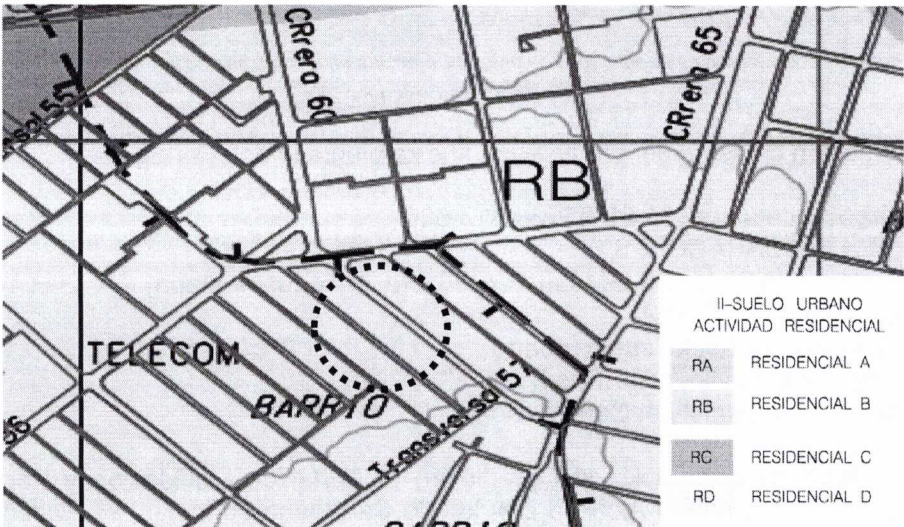 CRrera 60
CRrera 65
RB
TELECOM
BARRIO
Transversal 57
66
II-SUELO URBANO
ACTIVIDAD RESIDENCIAL
RA RESIDENCIAL A
RB RESIDENCIAL B
RC RESIDENCIAL C
RD RESIDENCIAL D